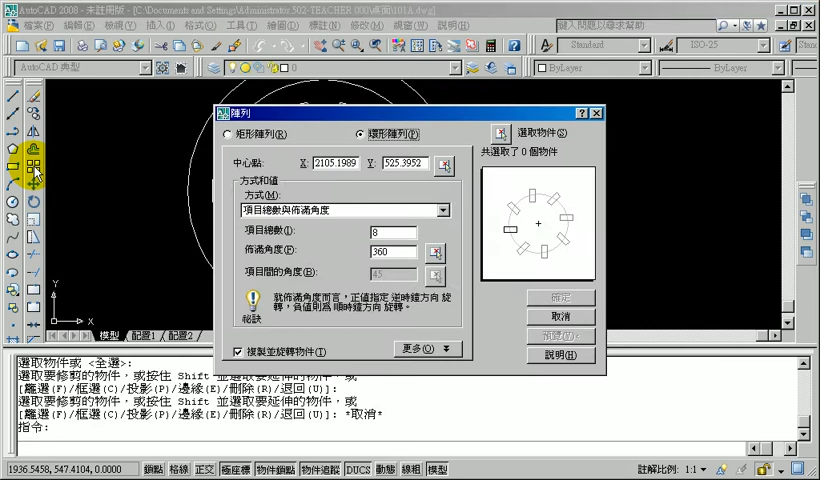 AutoCAD 2008 - 未註冊版 - [C:\Documents and Settings\Administrator.502-TEACHER.000\桌面\101A.dwg]
檔案(F) 編輯(E) 檢視(V) 插入(I) 格式(O) 工具(T) 繪圖(D) 標註(N) 修改(M) 視窗(W) 說明(H)
鍵入問題以尋求幫助
Standard ISO-25 Stan
AutoCAD 典型 0 ByLayer ByLayer
陣列
矩形陣列(R) 環形陣列(P) 選取物件(S)
共選取了 0 個物件
中心點: X: 2105.1989 Y: 525.3952
方式和值
方式(M):
項目總數與佈滿角度
項目總數(I): 8
佈滿角度(F): 360
項目間的角度(B): 45
就佈滿角度而言，正值指定 逆時鐘方向 旋
轉，負值則為 順時鐘方向 旋轉。
祕訣
複製並旋轉物件(T) 更多(O)
確定
取消
預覽(V)<
說明(H)
Y
X
模型 配置1 配置2
選取物件或 <全選>:
選取要修剪的物件，或按住 Shift 並選取要延伸的物件，或
[籬選(F)/框選(C)/投影(P)/邊緣(E)/刪除(R)/退回(U)]:
選取要修剪的物件，或按住 Shift 並選取要延伸的物件，或
[籬選(F)/框選(C)/投影(P)/邊緣(E)/刪除(R)/退回(U)]: *取消*
指令:
1936.5458, 547.4104, 0.0000 鎖點 格線 正交 極座標 物件鎖點 物件追蹤 DUCS 動態 線粗 模型 註解比例: 1:1